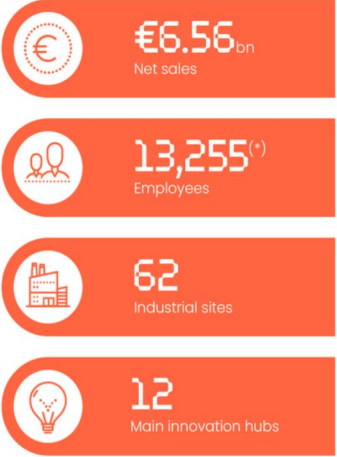 €6.56bn
Net sales
13,255(*)
Employees
62
Industrial sites
12
Main innovation hubs